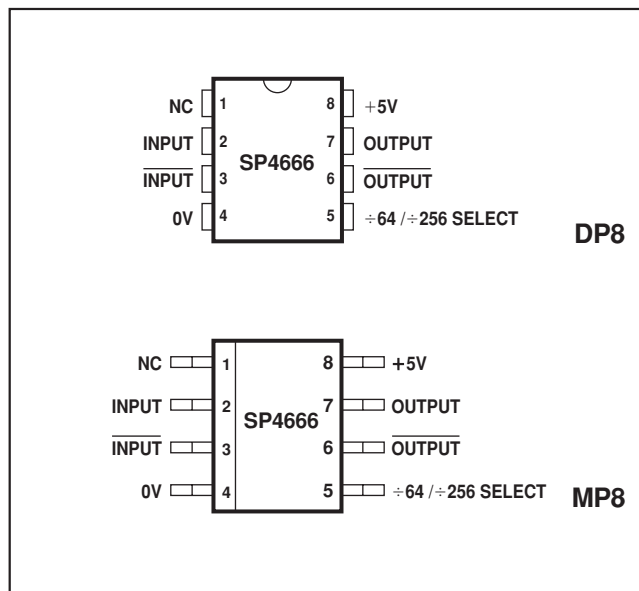 NC 1 8 +5V
INPUT 2 7 OUTPUT
SP4666
INPUT 3 6 OUTPUT
0V 4 5 ÷64 /÷256 SELECT
DP8
NC 1 8 +5V
INPUT 2 7 OUTPUT
SP4666
INPUT 3 6 OUTPUT
0V 4 5 ÷64 /÷256 SELECT
MP8